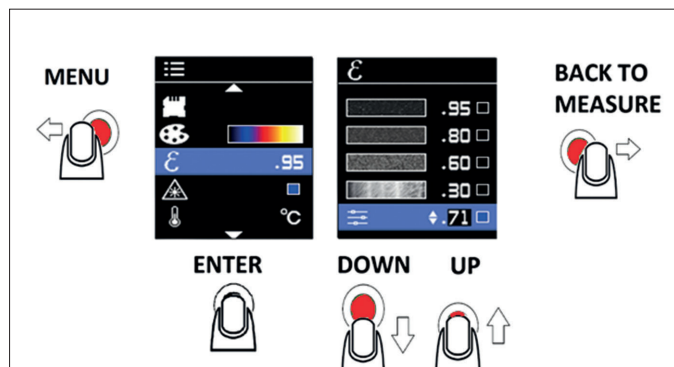 MENU
BACK TO
MEASURE
ℰ
.95
.80
.60
ℰ .95
.30
°C
.71
ENTER
DOWN
UP